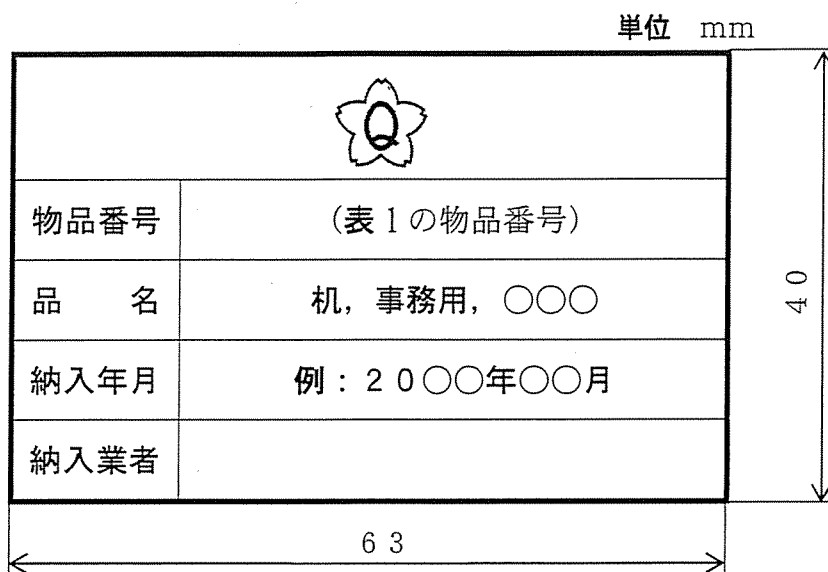 単位　mm
Q
物品番号　(表１の物品番号)
品　　名　机，事務用，○○○
納入年月　例：２０○○年○○月
納入業者
４０
６３